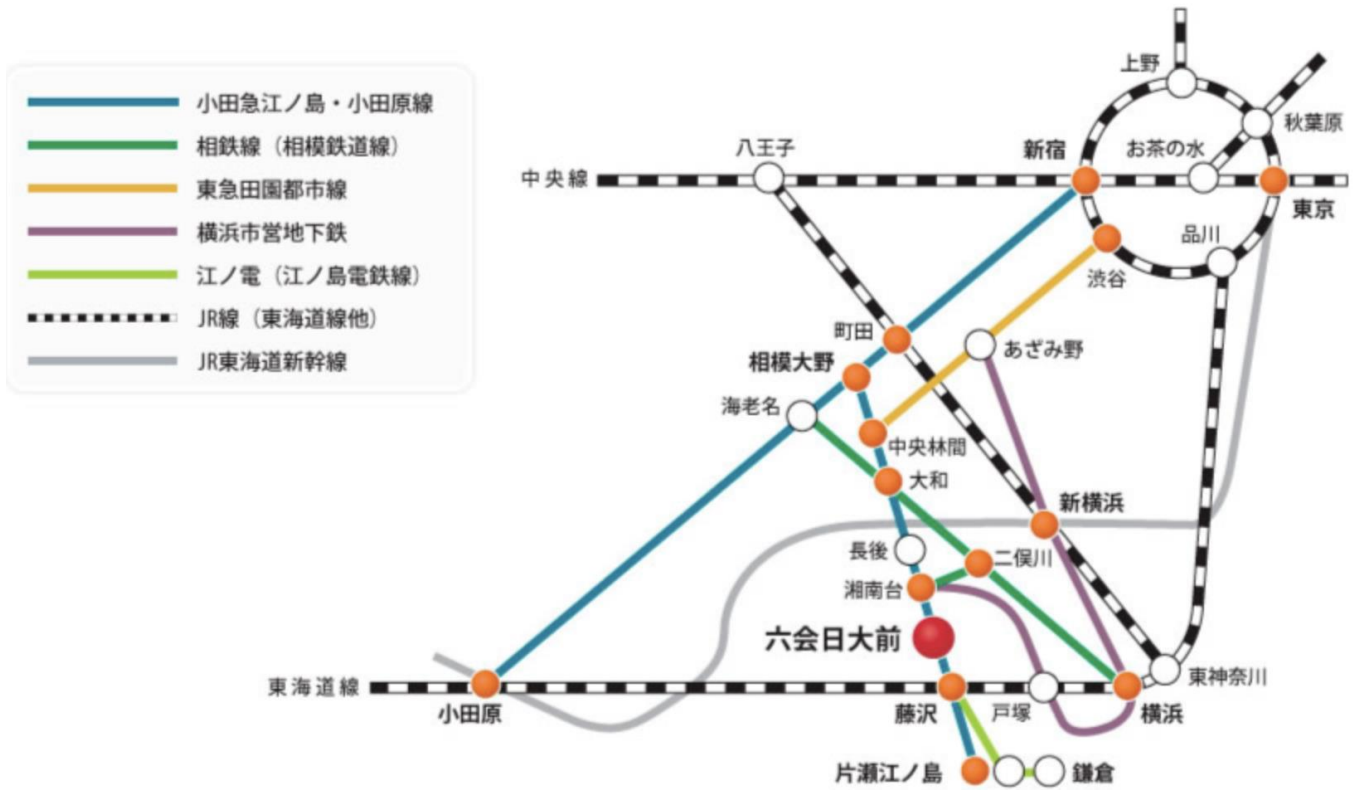 小田急江ノ島・小田原線
相鉄線（相模鉄道線）
東急田園都市線
横浜市営地下鉄
江ノ電（江ノ島電鉄線）
JR線（東海道線他）
JR東海道新幹線
上野
秋葉原
お茶の水
新宿
八王子
中央線
東京
品川
渋谷
町田
あざみ野
相模大野
海老名
中央林間
大和
新横浜
長後
二俣川
湘南台
六会日大前
東神奈川
東海道線
小田原
藤沢
戸塚
横浜
片瀬江ノ島
鎌倉